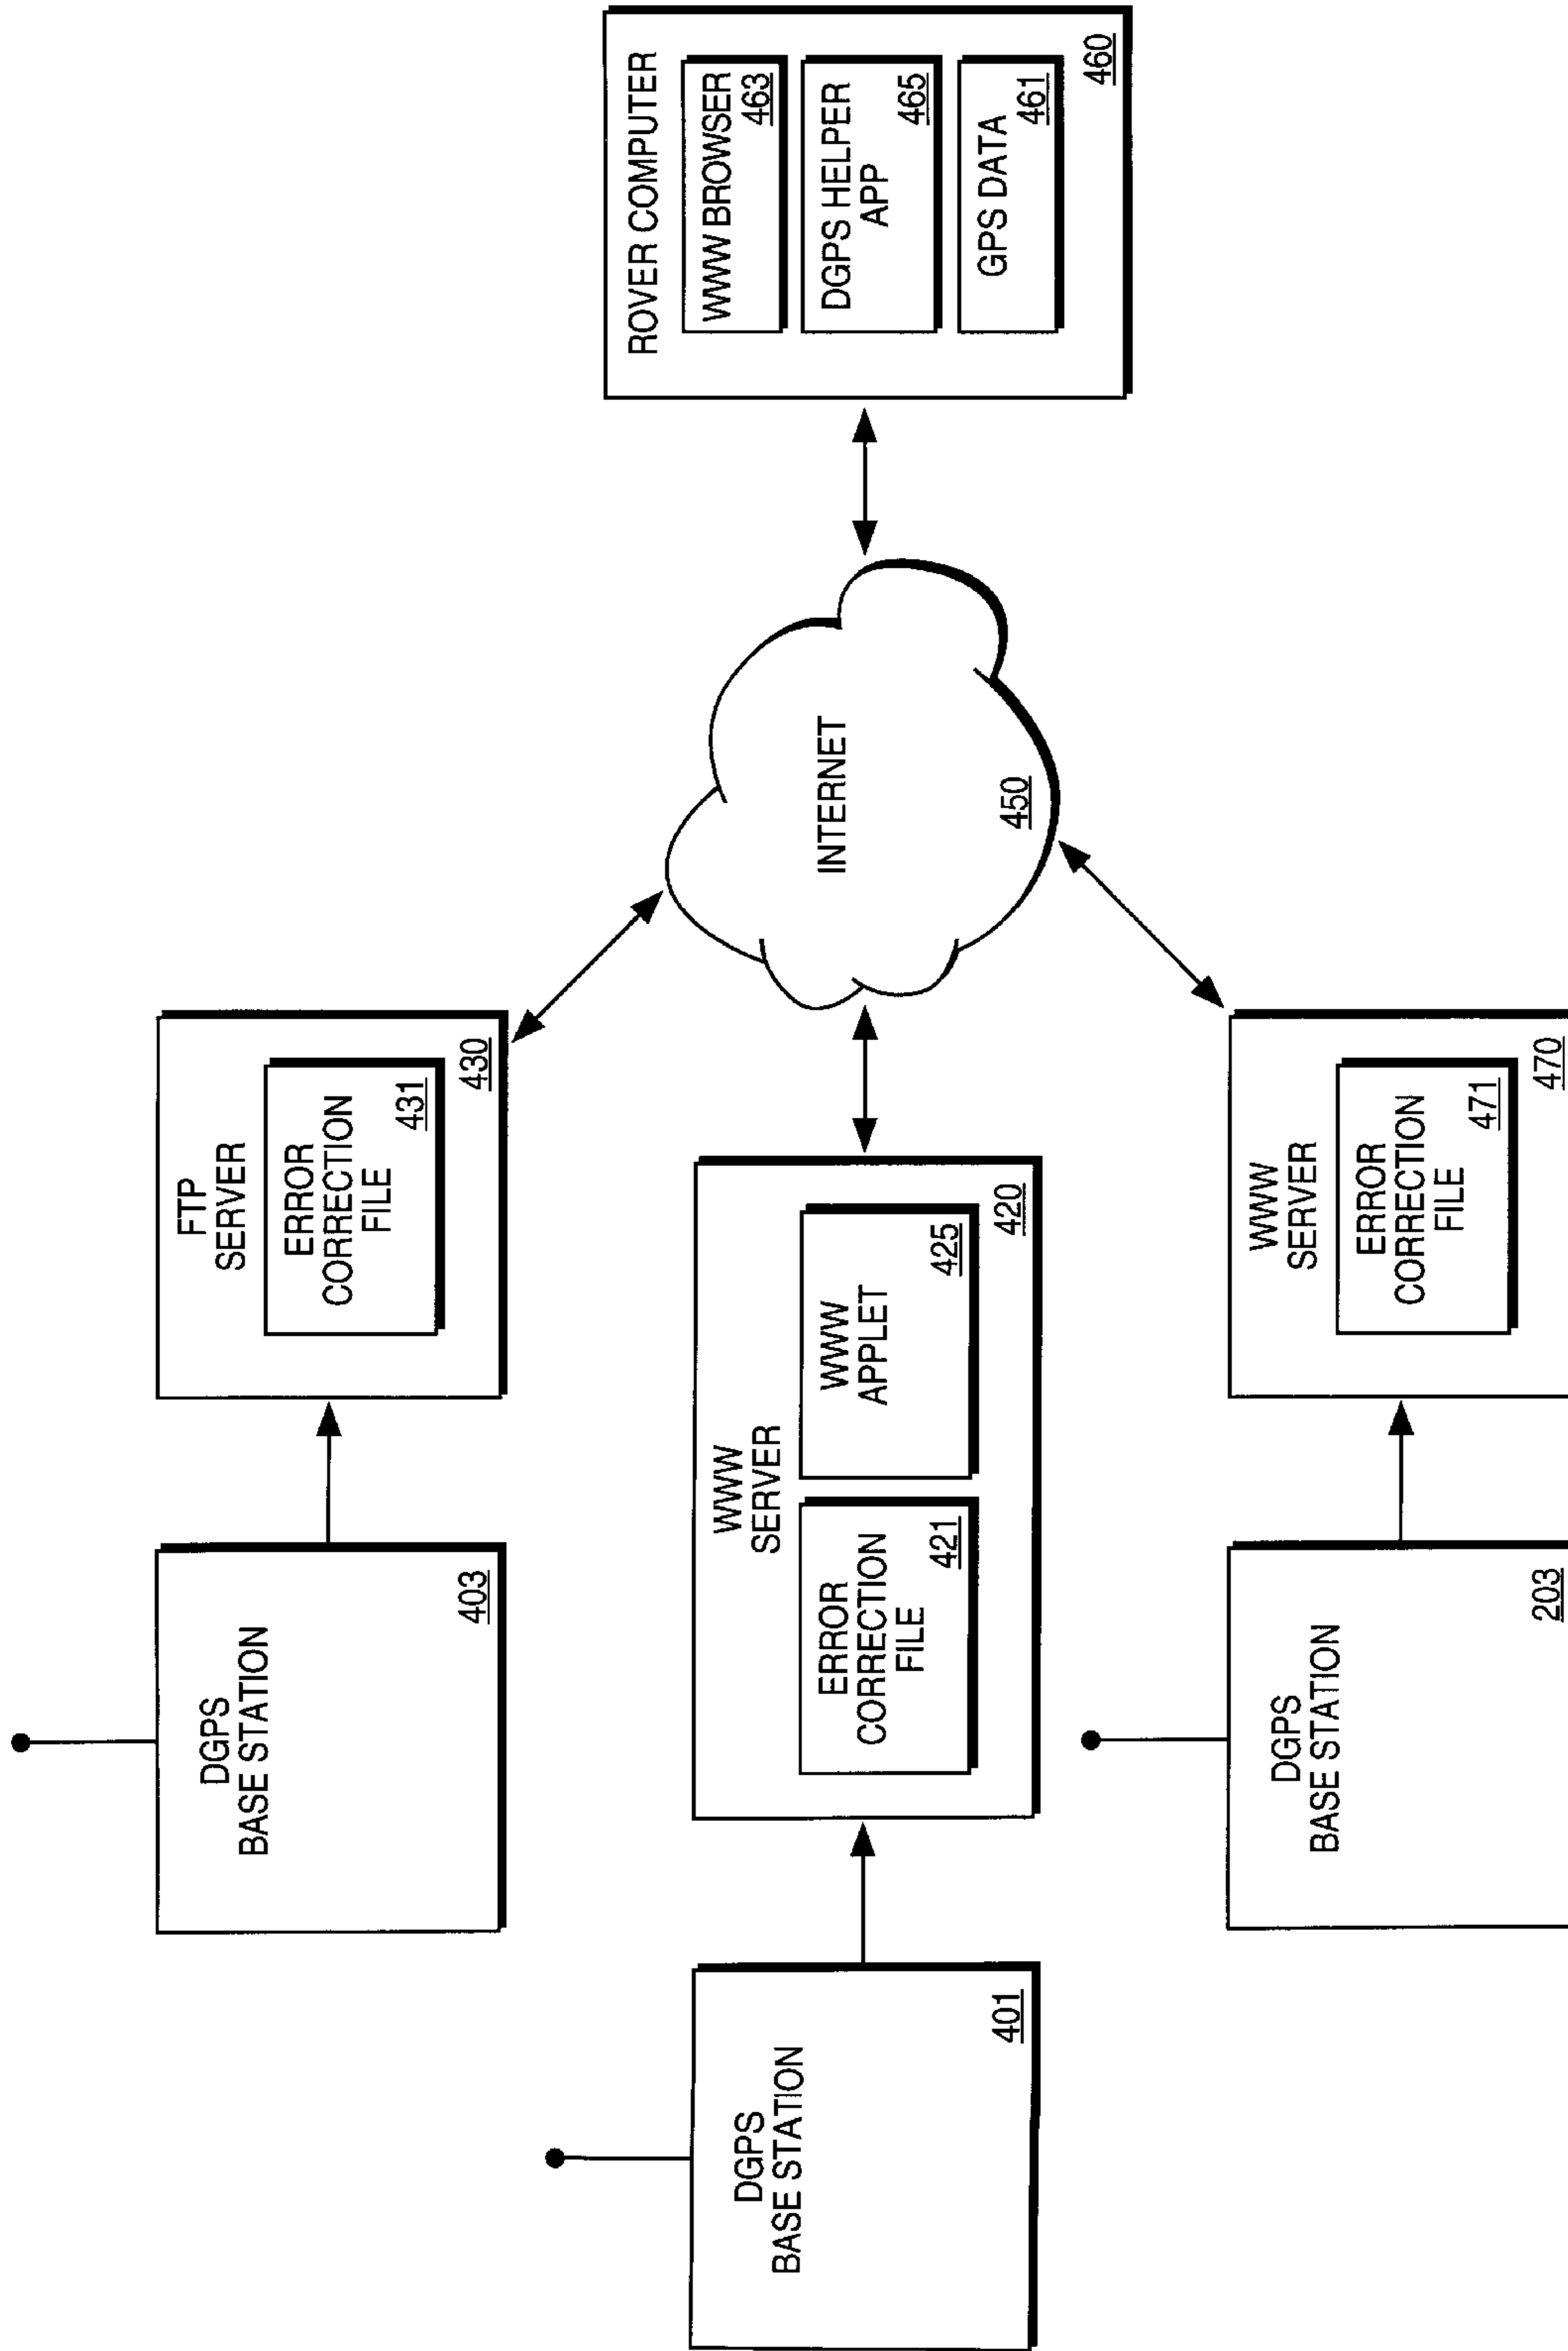 DGPS
BASE STATION
403
FTP
SERVER
ERROR
CORRECTION
FILE
431
430
DGPS
BASE STATION
401
WWW
SERVER
ERROR
CORRECTION
FILE
421
WWW
APPLET
425
420
INTERNET
450
ROVER COMPUTER
WWW BROWSER
463
DGPS HELPER
APP
465
GPS DATA
461
460
DGPS
BASE STATION
203
WWW
SERVER
ERROR
CORRECTION
FILE
471
470